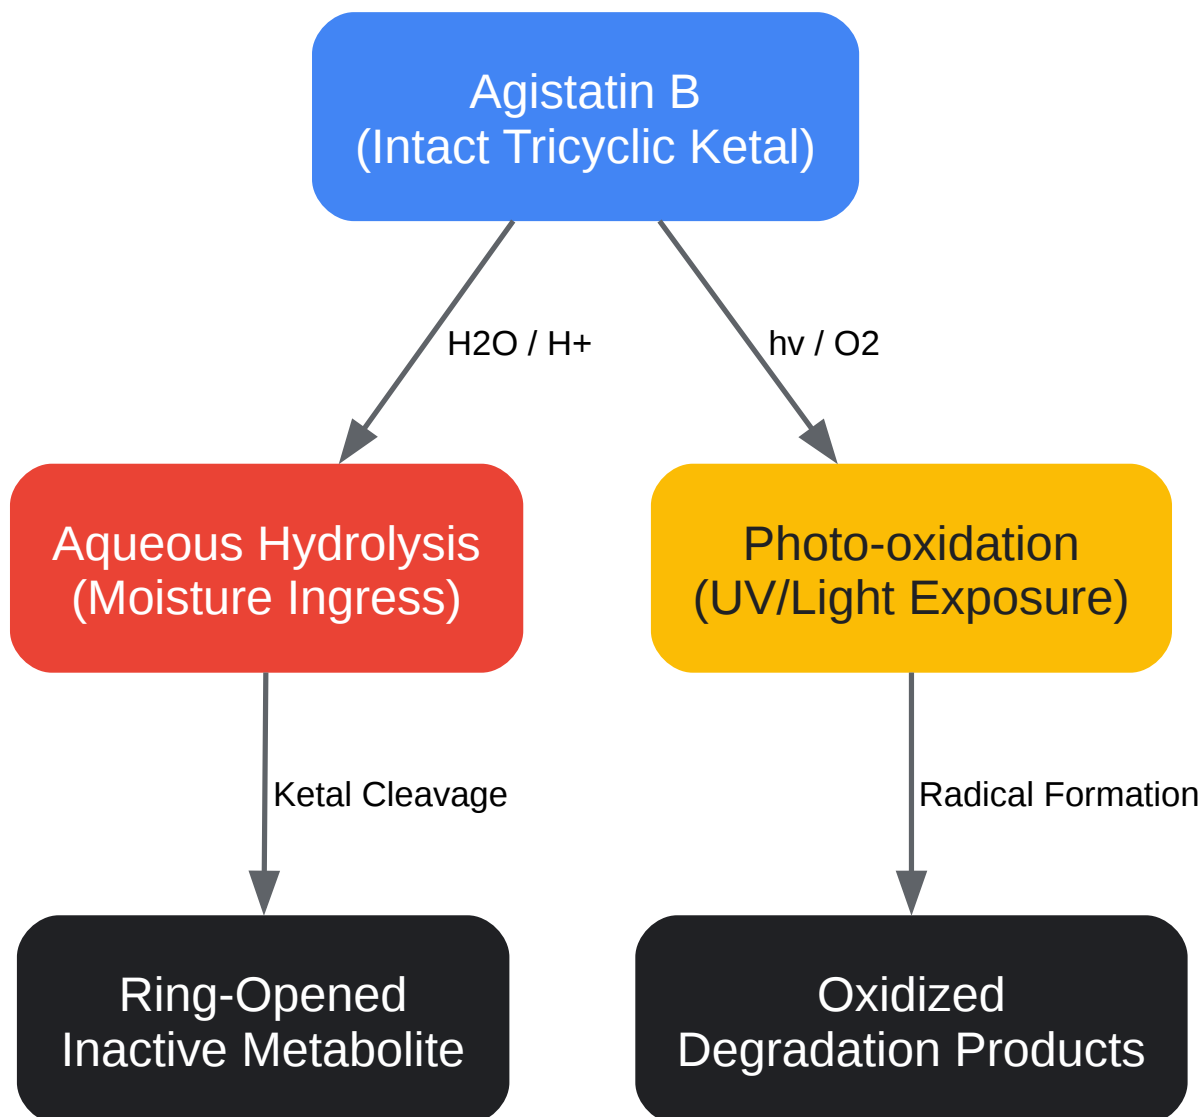 Agistatin B
(Intact Tricyclic Ketal)
H2O / H+
hv / O2
Aqueous Hydrolysis
(Moisture Ingress)
Photo-oxidation
(UV/Light Exposure)
Ketal Cleavage
Radical Formation
Ring-Opened
Inactive Metabolite
Oxidized
Degradation Products